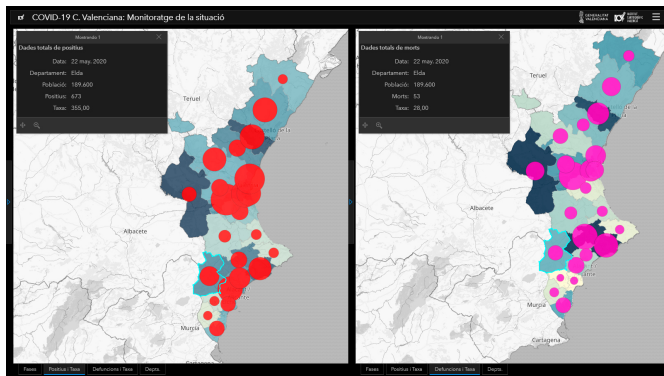 COVID-19 C. Valenciana: Monitoratge de la situació
GENERALITAT
VALENCIANA
Mostrando 1
Dades totals de positius
Data: 22 may. 2020
Departament: Elda
Població: 189.600
Positius: 673
Taxa: 355,00
Teruel
Albacete
Murcia
Fases
Positius i Taxa
Defuncions i Taxa
Depts.
Mostrando 1
Dades totals de morts
Data: 22 may. 2020
Departament: Elda
Població: 189.600
Morts: 53
Taxa: 28,00
Teruel
Albacete
Murcia
Cartagena
Fases
Positius i Taxa
Defuncions i Taxa
Depts.